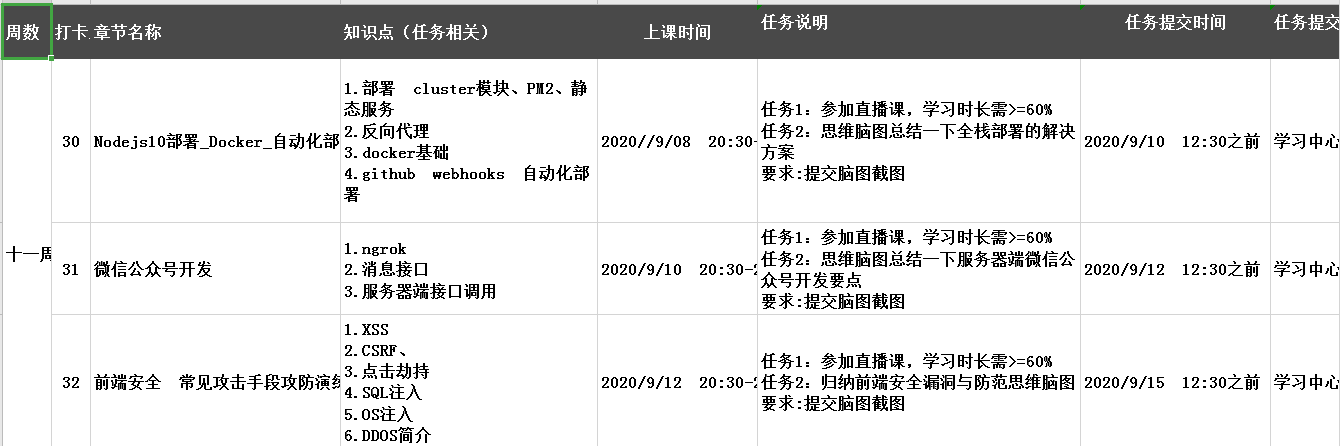 周数 打卡 章节名称 知识点（任务相关） 上课时间 任务说明 任务提交时间 任务提交
十一周
30 Nodejs10部署_Docker_自动化部
1.部署 cluster模块、PM2、静
态服务
2.反向代理
3.docker基础
4.github webhooks 自动化部
署
2020//9/08 20:30-
任务1：参加直播课，学习时长需>=60%
任务2：思维脑图总结一下全栈部署的解决
方案
要求:提交脑图截图
2020/9/10 12:30之前
学习中心
31 微信公众号开发
1.ngrok
2.消息接口
3.服务器端接口调用
2020/9/10 20:30-2
任务1：参加直播课，学习时长需>=60%
任务2：思维脑图总结一下服务器端微信公
众号开发要点
要求:提交脑图截图
2020/9/12 12:30之前
学习中心
32 前端安全 常见攻击手段攻防演练
1.XSS
2.CSRF、
3.点击劫持
4.SQL注入
5.OS注入
6.DDOS简介
2020/9/12 20:30-2
任务1：参加直播课，学习时长需>=60%
任务2：归纳前端安全漏洞与防范思维脑图
要求:提交脑图截图
2020/9/15 12:30之前
学习中心